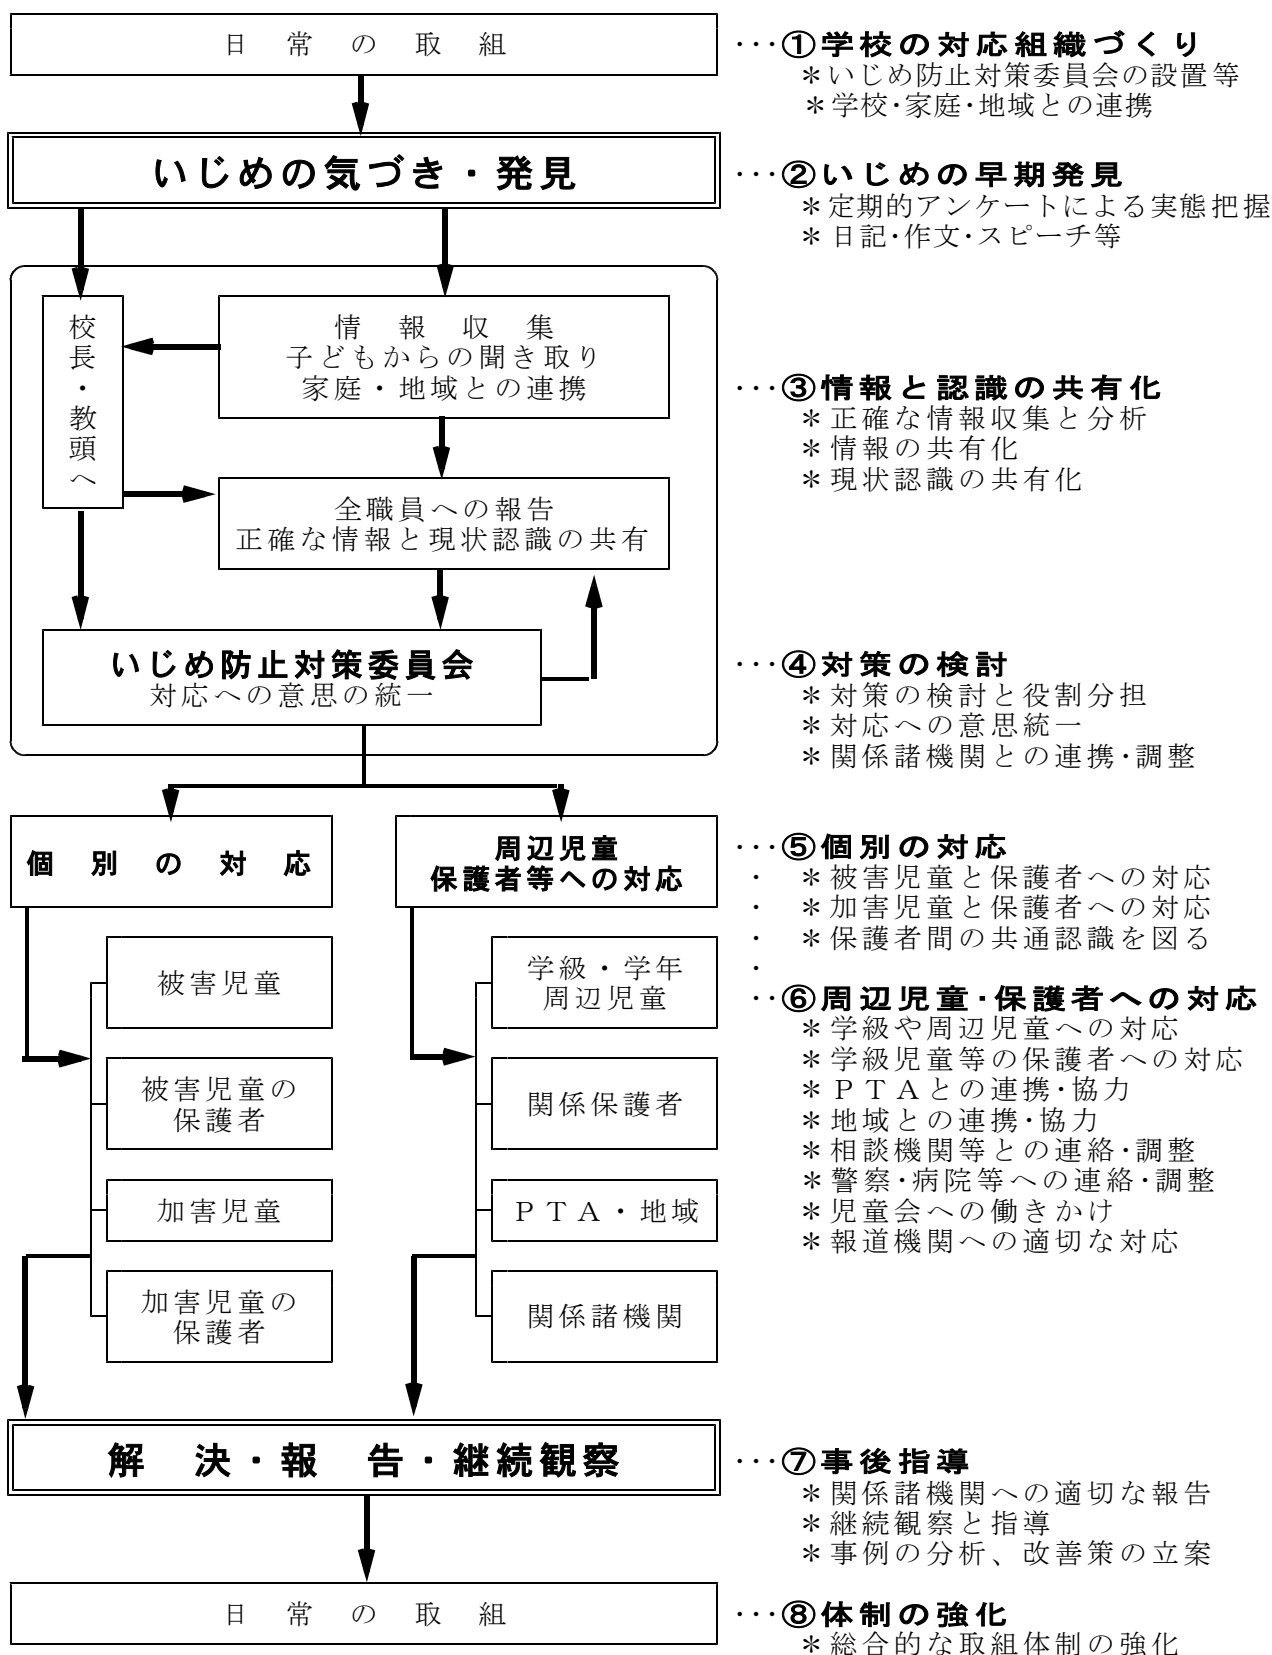 日常の取組
・・・①学校の対応組織づくり
＊いじめ防止対策委員会の設置等
＊学校・家庭・地域との連携
いじめの気づき・発見
・・・②いじめの早期発見
＊定期的アンケートによる実態把握
＊日記・作文・スピーチ等
校長・教頭へ
情報収集
子どもからの聞き取り
家庭・地域との連携
・・・③情報と認識の共有化
＊正確な情報収集と分析
＊情報の共有化
＊現状認識の共有化
全職員への報告
正確な情報と現状認識の共有
いじめ防止対策委員会
対応への意思の統一
・・・④対策の検討
＊対策の検討と役割分担
＊対応への意思統一
＊関係諸機関との連携・調整
個別の対応
周辺児童
保護者等への対応
・・・⑤個別の対応
＊被害児童と保護者への対応
＊加害児童と保護者への対応
＊保護者間の共通認識を図る
被害児童
被害児童の
保護者
加害児童
加害児童の
保護者
学級・学年
周辺児童
関係保護者
ＰＴＡ・地域
関係諸機関
・・⑥周辺児童・保護者への対応
＊学級や周辺児童への対応
＊学級児童等の保護者への対応
＊ＰＴＡとの連携・協力
＊地域との連携・協力
＊相談機関等との連絡・調整
＊警察・病院等への連絡・調整
＊児童会への働きかけ
＊報道機関への適切な対応
解決・報告・継続観察
・・・⑦事後指導
＊関係諸機関への適切な報告
＊継続観察と指導
＊事例の分析、改善策の立案
日常の取組
・・・⑧体制の強化
＊総合的な取組体制の強化